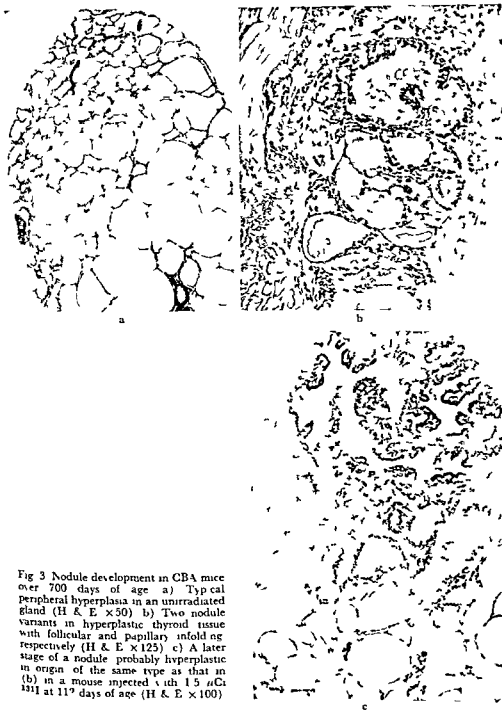 a
b
c
Fig 3 Nodule development in CBA mice
over 700 days of age a) Typical
peripheral hyperplasia in an unirradiated
gland (H & E ×50) b) Two nodule
variants in hyperplastic thyroid tissue
with follicular and papillary infolding
respectively (H & E ×125) c) A later
stage of a nodule probably hyperplastic
in origin of the same type as that in
(b) in a mouse injected with 1 5 μCi
131I at days of age (H & E ×100)